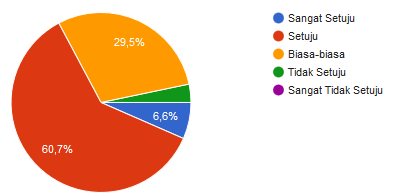 29,5%
6,6%
60,7%
Sangat Setuju
Setuju
Biasa-biasa
Tidak Setuju
Sangat Tidak Setuju